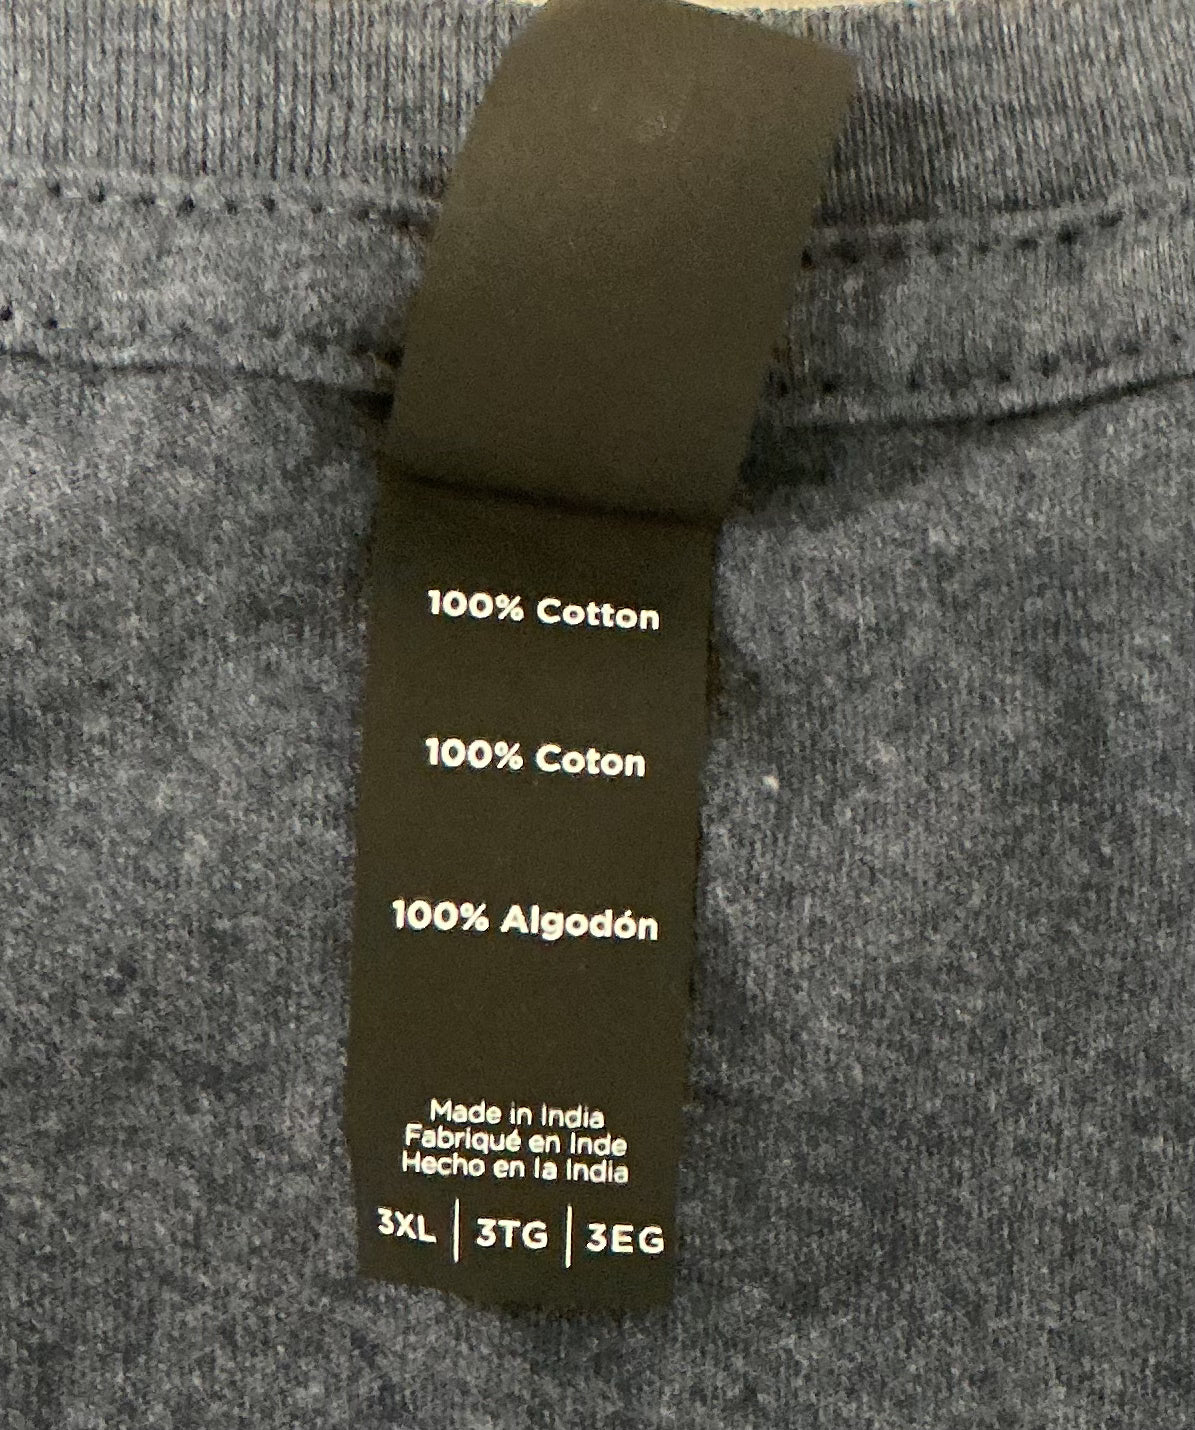 100% Cotton
100% Coton
100% Algodón
Made in India
Fabriqué en Inde
Hecho en la India
3XL | 3TG | 3EG